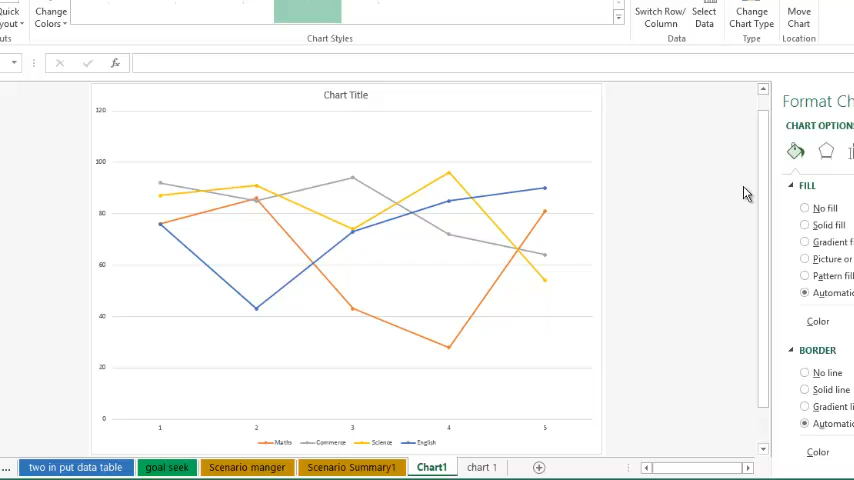 Quick
Layout
Change
Colors
Chart Styles
Switch Row/
Column
Select
Data
Data
Change
Chart Type
Type
Move
Chart
Location
fx
Chart Title
120
100
80
60
40
20
0
1 2 3 4 5
Maths Commerce Science English
Format Ch
CHART OPTIONS
FILL
No fill
Solid fill
Gradient f
Picture or
Pattern fill
Automatic
Color
BORDER
No line
Solid line
Gradient li
Automatic
Color
... two in put data table goal seek Scenario manger Scenario Summary1 Chart1 chart 1